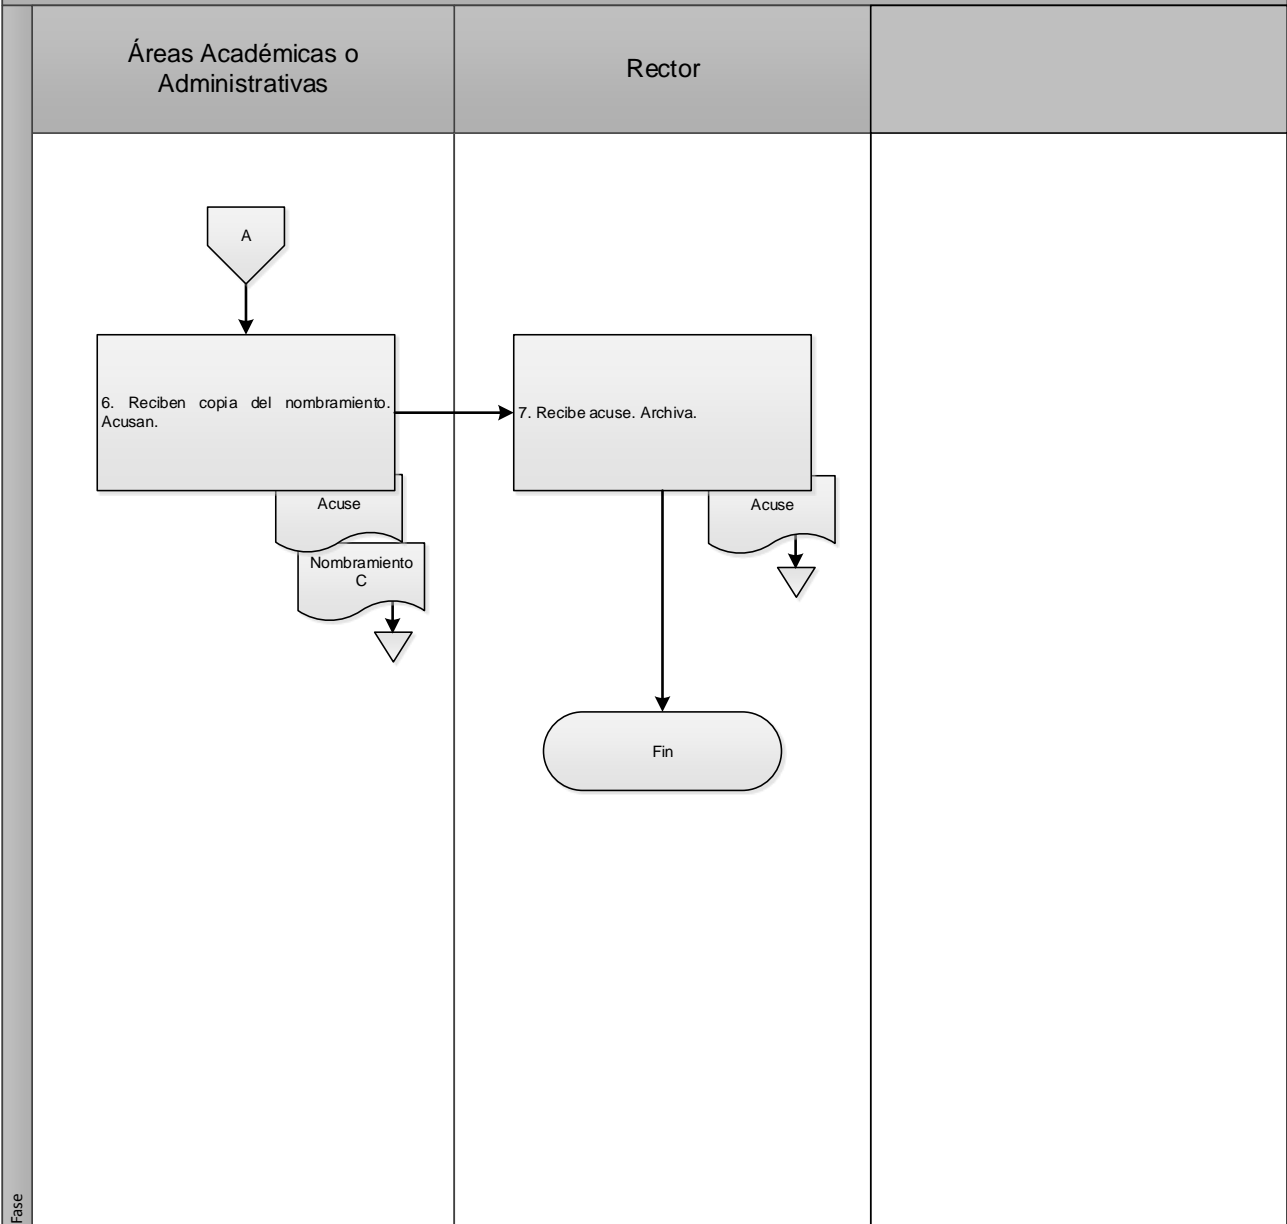 Áreas Académicas o
Administrativas
Rector
A
6. Reciben copia del nombramiento.
Acusan.
7. Recibe acuse. Archiva.
Acuse
Nombramiento
C
Acuse
Fin
Fase